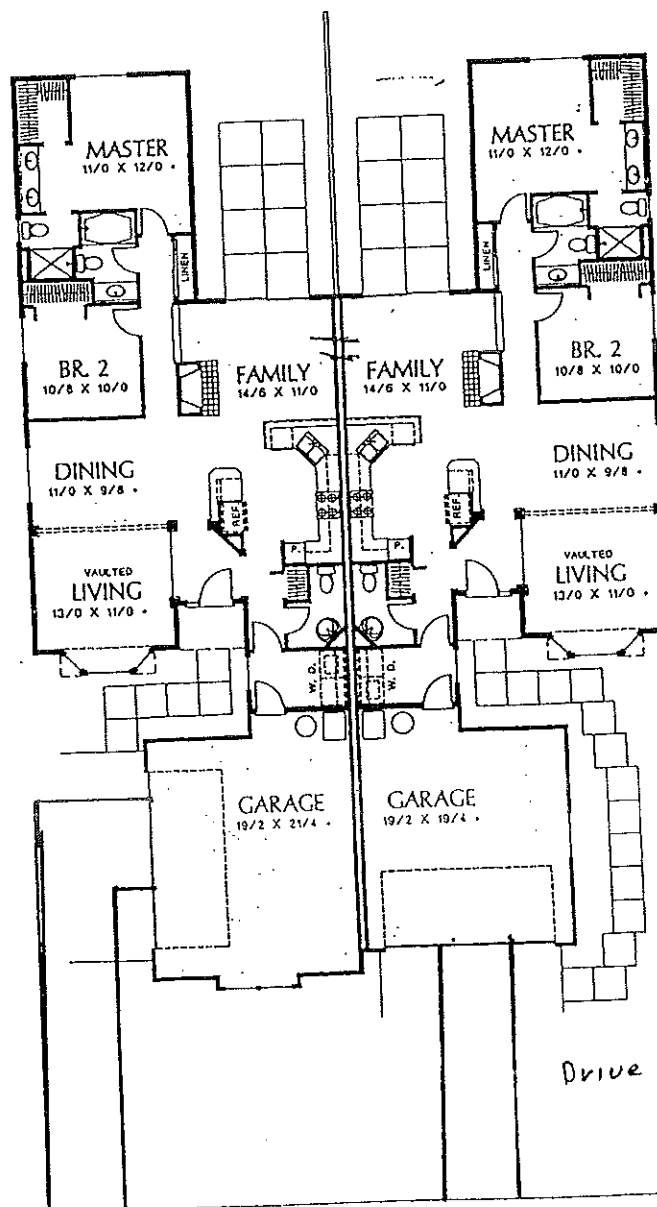 MASTER
11/0 X 12/0 +
LINEN
BR. 2
10/8 X 10/0
FAMILY
14/6 X 11/0
DINING
11/0 X 9/8 +
REF.
P.
VAULTED
LIVING
13/0 X 11/0 +
W. D.
GARAGE
19/2 X 21/4 +
MASTER
11/0 X 12/0 +
LINEN
BR. 2
10/8 X 10/0
FAMILY
14/6 X 11/0
DINING
11/0 X 9/8 +
REF.
P.
VAULTED
LIVING
13/0 X 11/0 +
W. D.
GARAGE
19/2 X 19/4 +
Drive